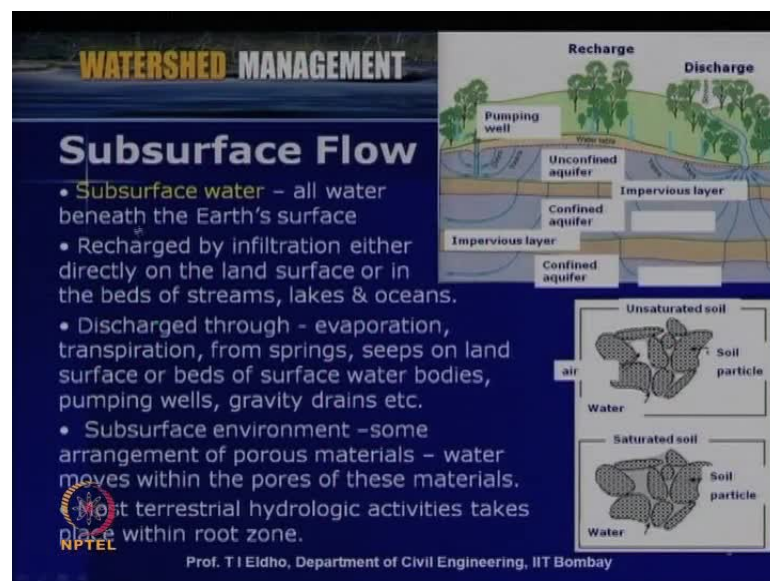 WATERSHED MANAGEMENT
Subsurface Flow
• Subsurface water – all water
beneath the Earth's surface
• Recharged by infiltration either
directly on the land surface or in
the beds of streams, lakes & oceans.
• Discharged through - evaporation,
transpiration, from springs, seeps on land
surface or beds of surface water bodies,
pumping wells, gravity drains etc.
• Subsurface environment –some
arrangement of porous materials – water
moves within the pores of these materials.
• Most terrestrial hydrologic activities takes
place within root zone.
NPTEL
Prof. T I Eldho, Department of Civil Engineering, IIT Bombay
Recharge
Discharge
Stream
Pumping
well
Water table
Unconfined
aquifer
Impervious layer
Confined
aquifer
Impervious layer
Confined
aquifer
Unsaturated soil
Soil
particle
air
Water
Saturated soil
Soil
particle
Water